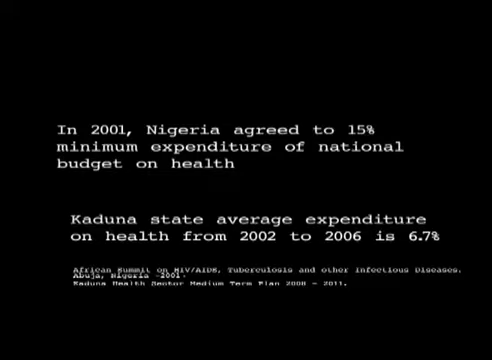 In 2001, Nigeria agreed to 15%
minimum expenditure of national
budget on health
Kaduna state average expenditure
on health from 2002 to 2006 is 6.7%
African Summit on HIV/AIDS, Tuberculosis and other Infectious Diseases.
Abuja, Nigeria -2001.
Kaduna Health Sector Medium Term Plan 2008 - 2011.